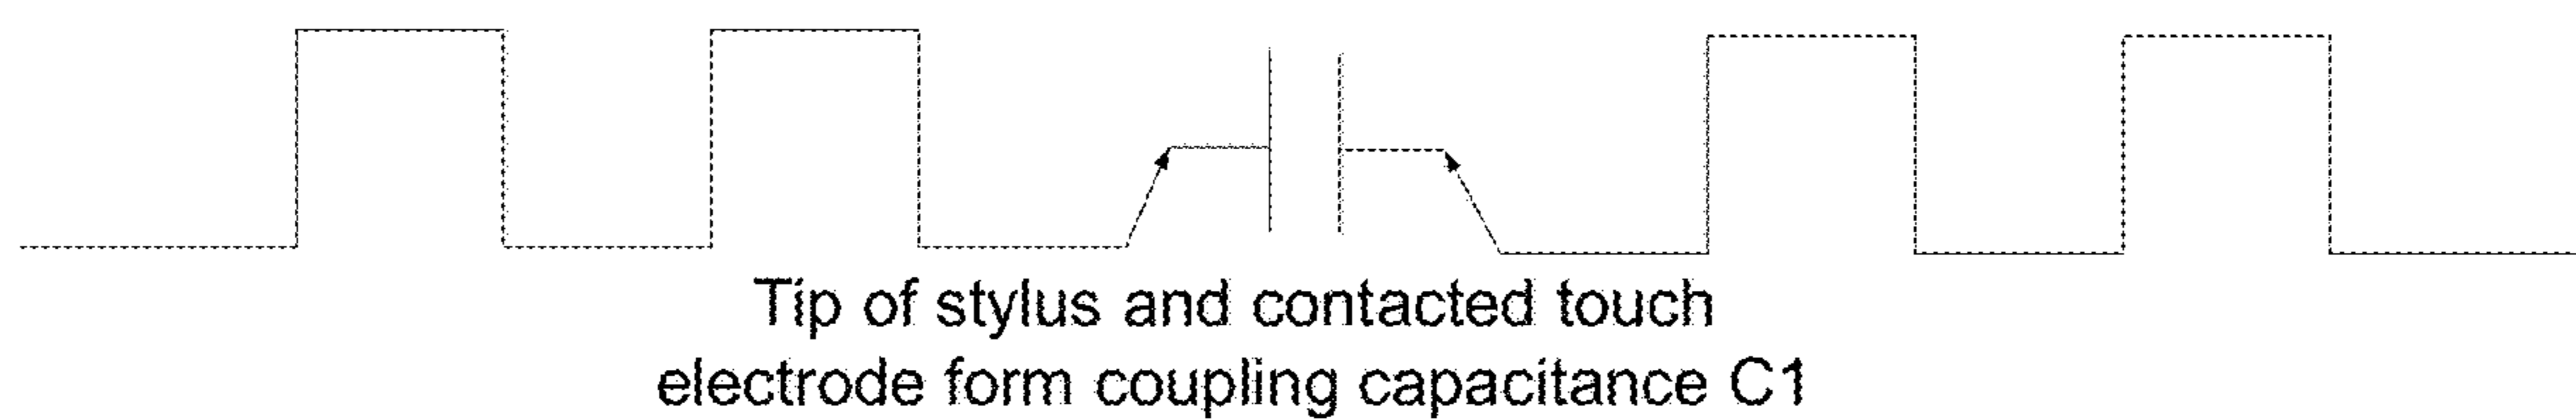 Tip of stylus and contacted touch
electrode form coupling capacitance C1